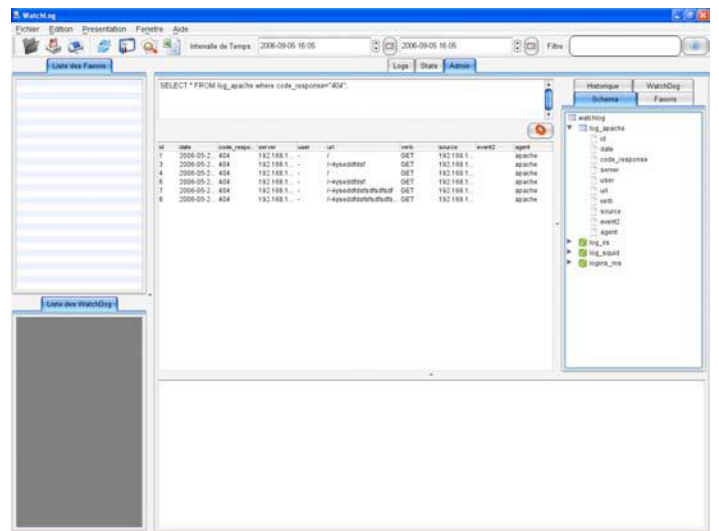 WatchLog
Fichier Edition Presentation Fenetre Aide
Intervalle de Temps : 2006-09-05 16:05 2006-09-05 16:05 Filtre :
Liste des Favoris
Logs Stats Admin
SELECT * FROM log_apache where code_response="404";
Historique WatchDog
Schema Favoris
watchlog
log_apache
id
date
code_response
server
user
url
verb
source
event2
agent
log_iis
log_squid
logins_ms
id date code_respo... server user url verb source event2 agent
1 2006-05-2... 404 192.168.1... - / GET 192.168.1... apache
3 2006-05-2... 404 192.168.1... - GET 192.168.1... apache
4 2006-05-2... 404 192.168.1... - / GET 192.168.1... apache
6 2006-05-2... 404 192.168.1... - GET 192.168.1... apache
7 2006-05-2... 404 192.168.1... - GET 192.168.1... apache
8 2006-05-2... 404 192.168.1... - GET 192.168.1... apache
Liste des WatchDog